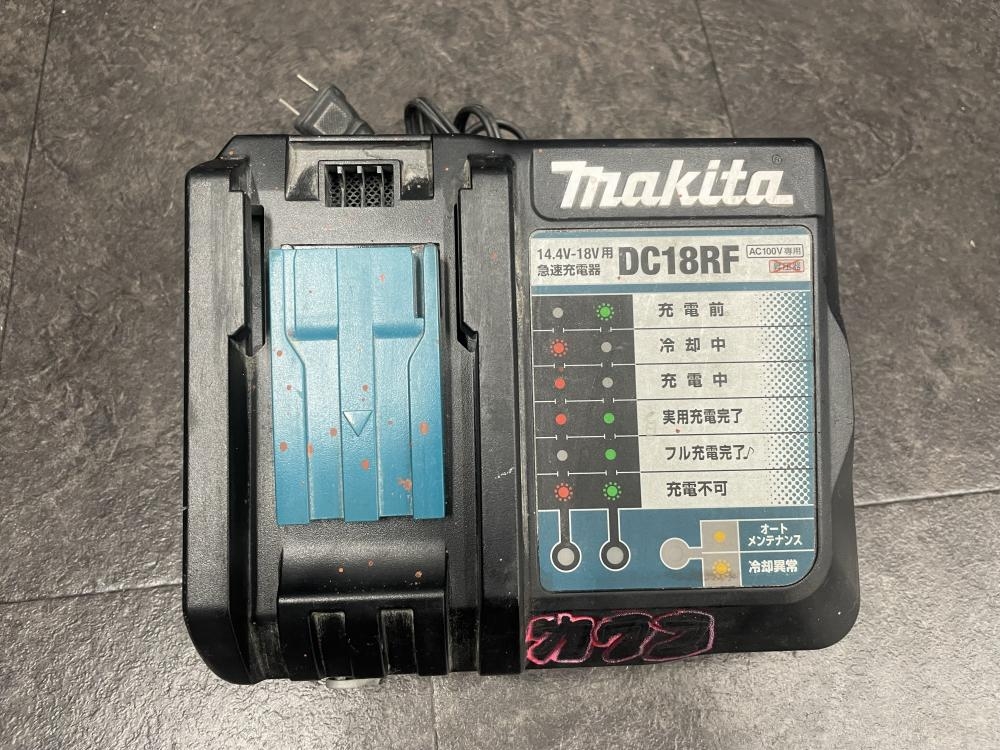 makita®
14.4V-18V用
急速充電器
DC18RF
AC100V専用
充電前
冷却中
充電中
実用充電完了
フル充電完了♪
充電不可
オート
メンテナンス
冷却異常